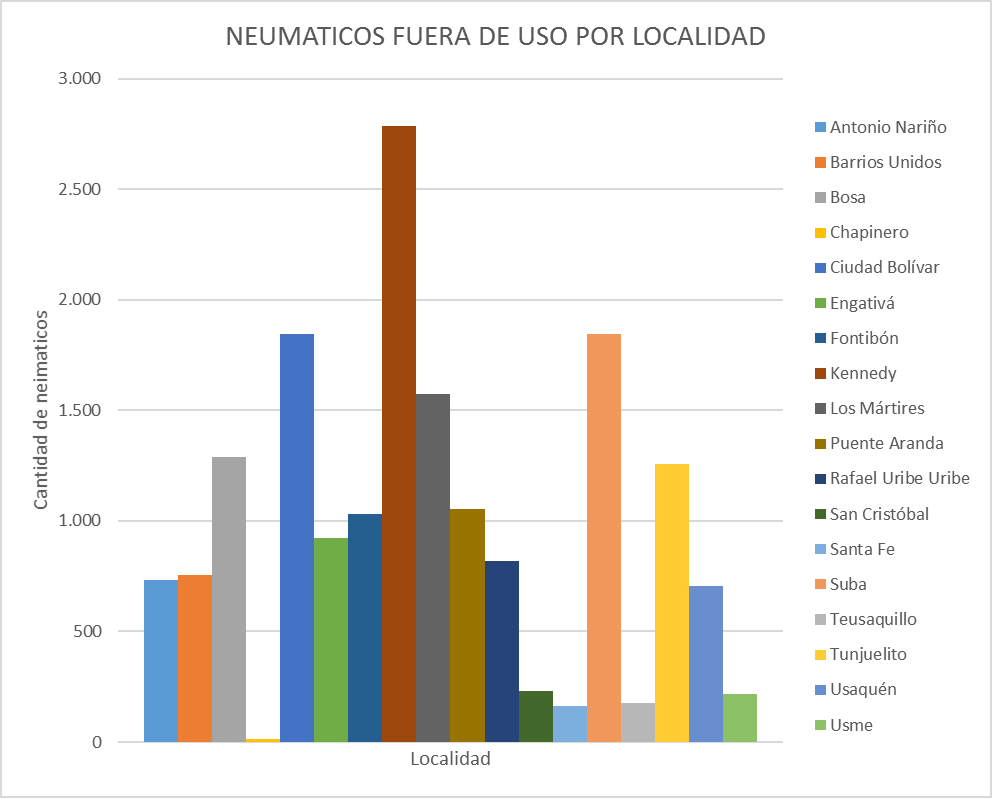 NEUMATICOS FUERA DE USO POR LOCALIDAD
3.000
2.500
2.000
1.500
1.000
500
0
Cantidad de neimaticos
Localidad
Antonio Nariño
Barrios Unidos
Bosa
Chapinero
Ciudad Bolívar
Engativá
Fontibón
Kennedy
Los Mártires
Puente Aranda
Rafael Uribe Uribe
San Cristóbal
Santa Fe
Suba
Teusaquillo
Tunjuelito
Usaquén
Usme